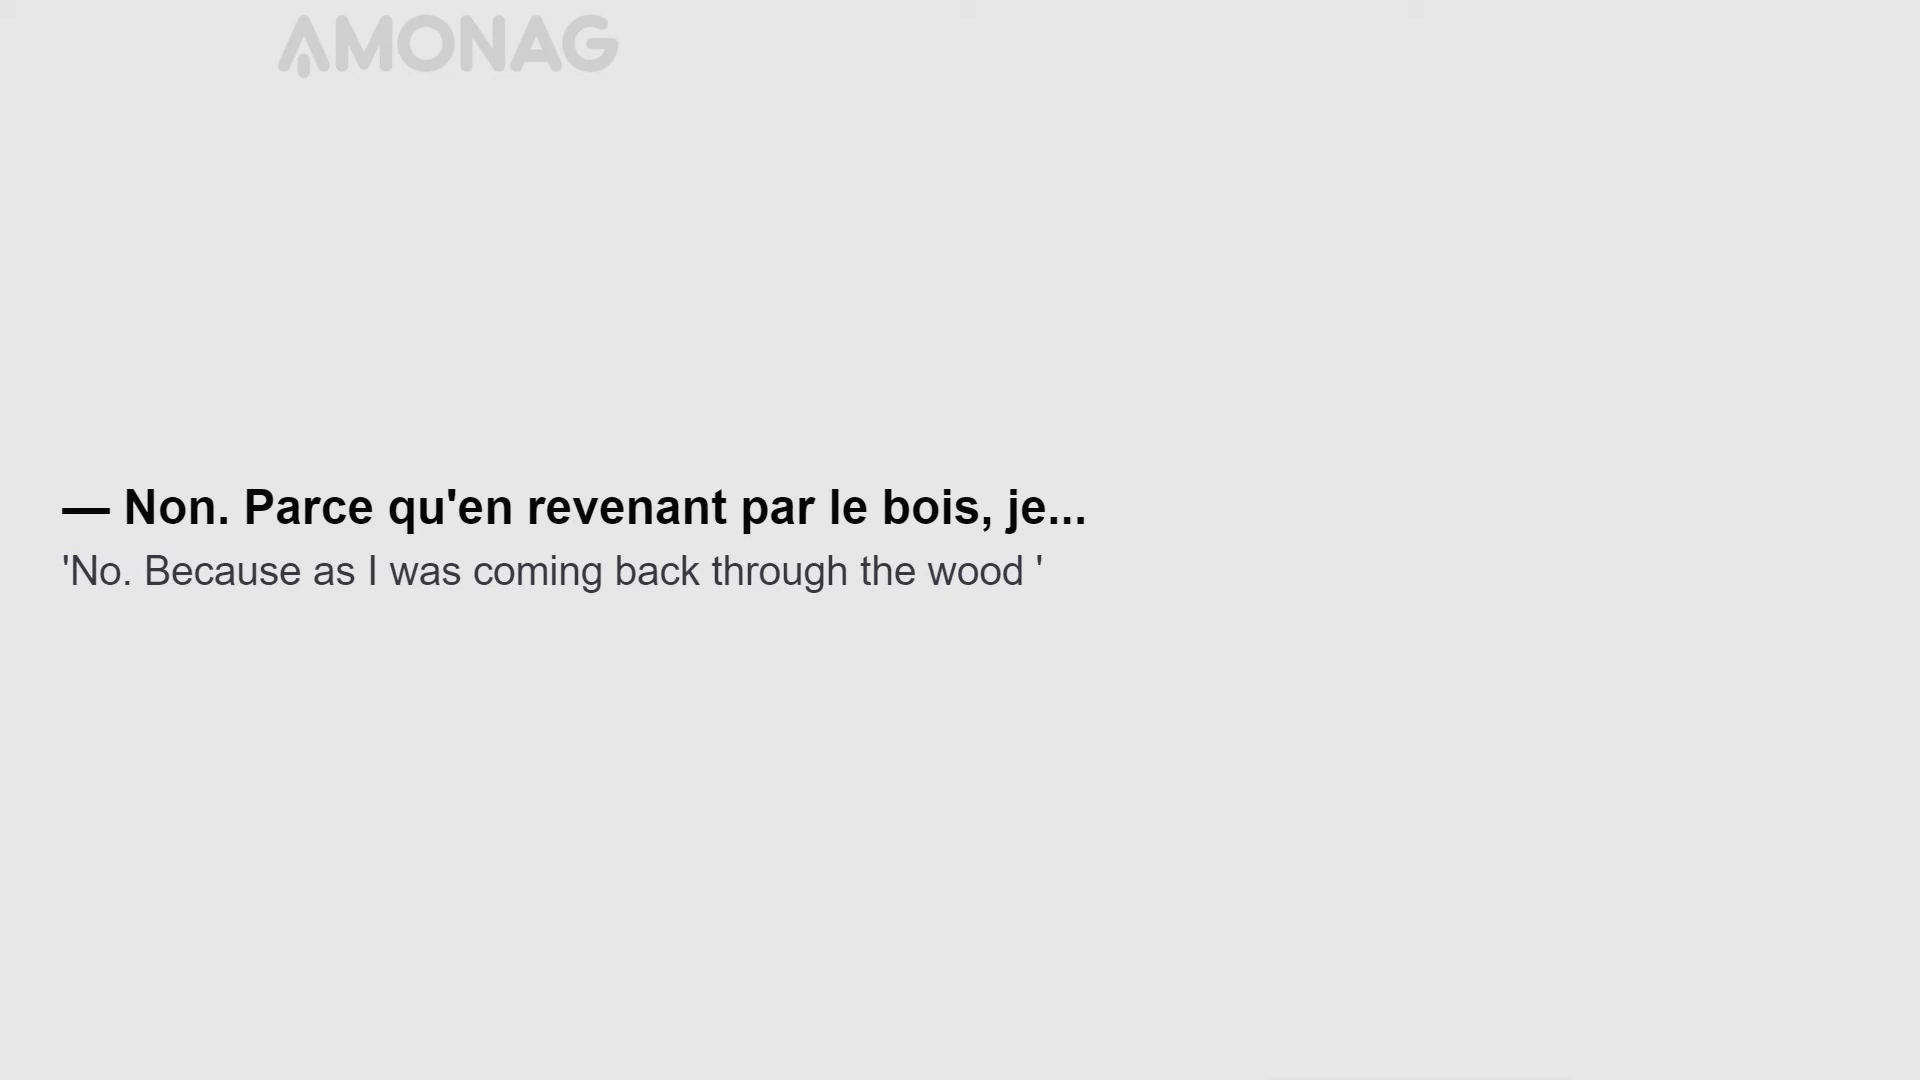 AMONAG
— Non. Parce qu'en revenant par le bois, je...
'No. Because as I was coming back through the wood '